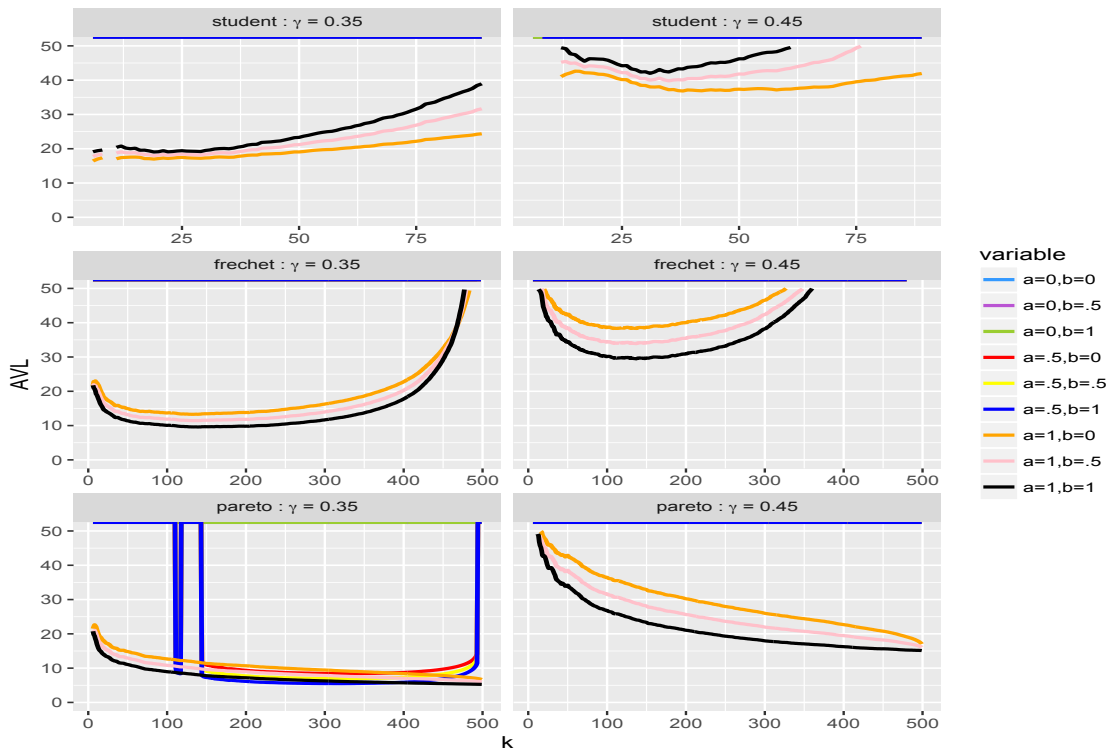 student : γ = 0.35
student : γ = 0.45
50
40
30
20
10
0
25
50
75
25
50
75
frechet : γ = 0.35
frechet : γ = 0.45
50
40
30
20
10
0
0
100
200
300
400
500
0
100
200
300
400
500
pareto : γ = 0.35
pareto : γ = 0.45
50
40
30
20
10
0
0
100
200
300
400
500
0
100
200
300
400
500
AVL
k
variable
a=0,b=0
a=0,b=.5
a=0,b=1
a=.5,b=0
a=.5,b=.5
a=.5,b=1
a=1,b=0
a=1,b=.5
a=1,b=1